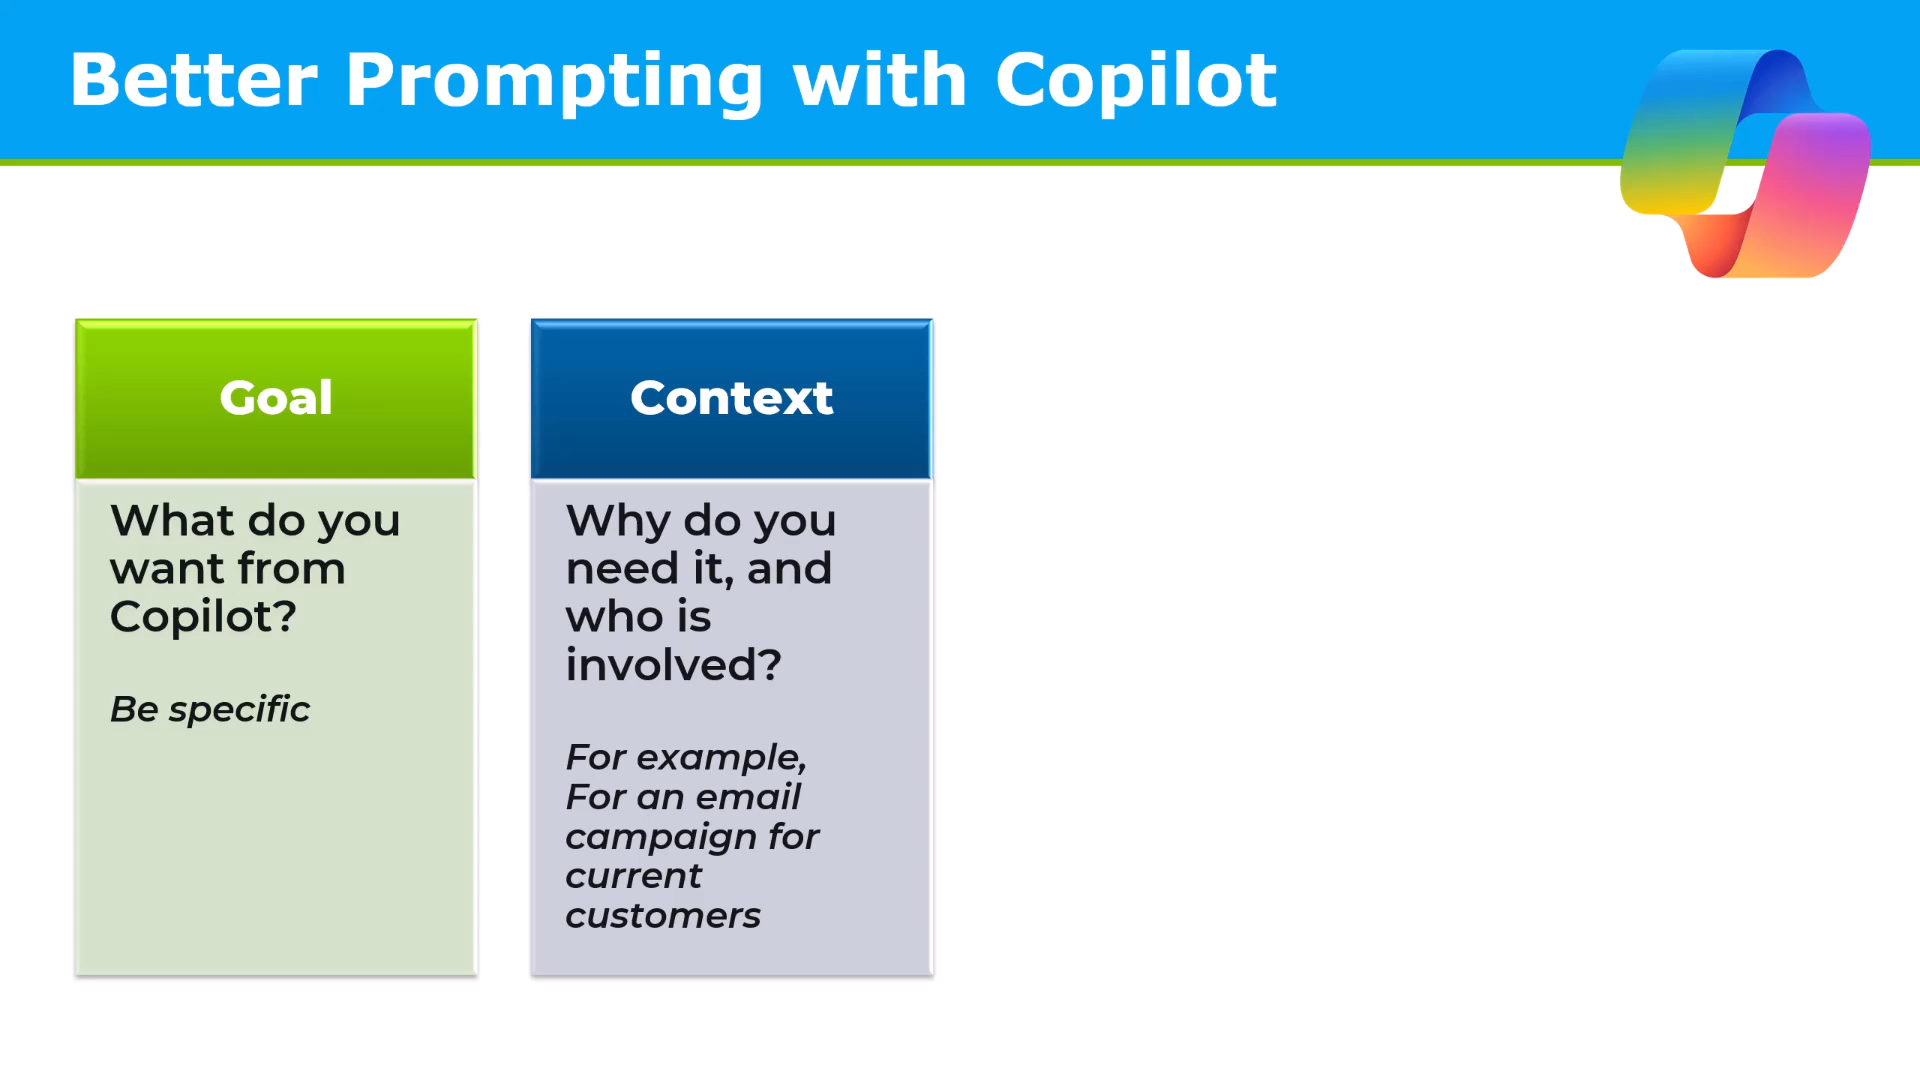 Better Prompting with Copilot
Goal
What do you
want from
Copilot?
Be specific
Context
Why do you
need it, and
who is
involved?
For example,
For an email
campaign for
current
customers